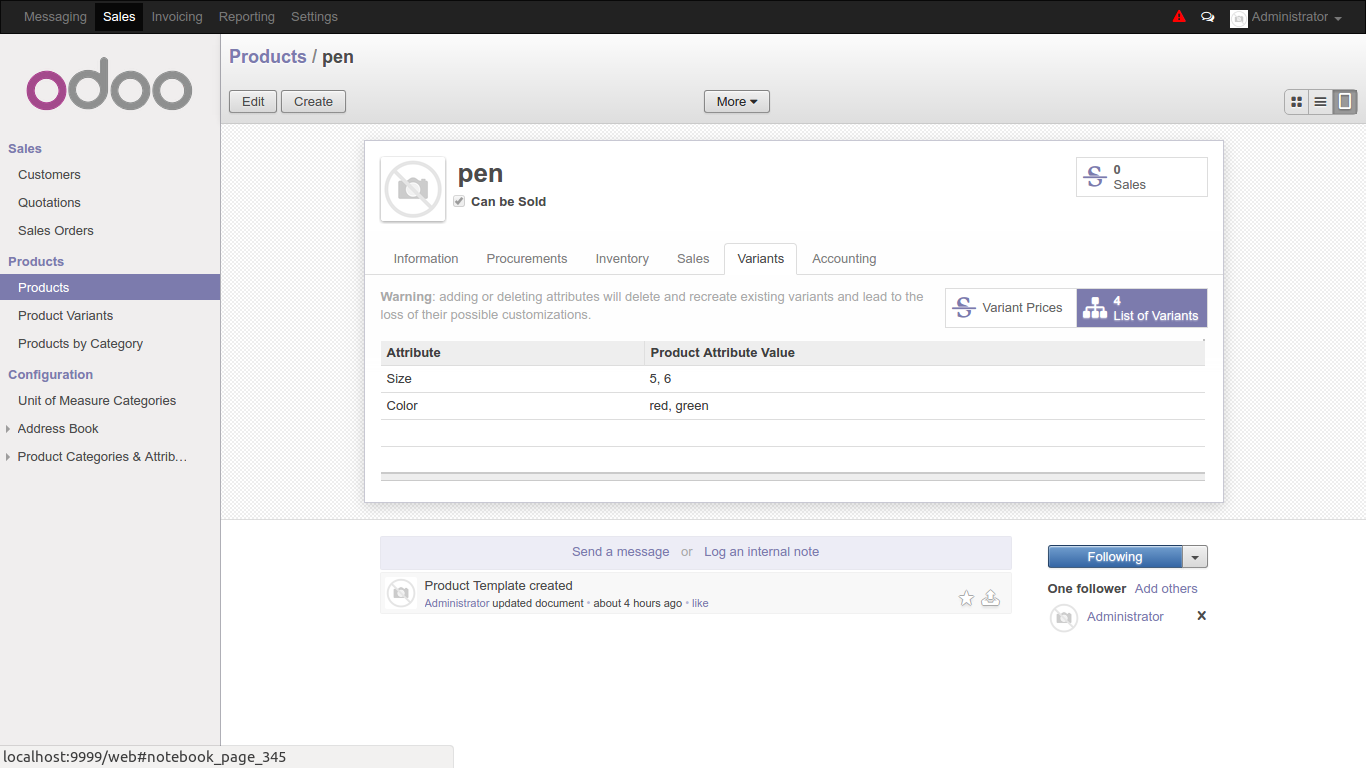 Messaging Sales Invoicing Reporting Settings Administrator
odoo
Sales
Customers
Quotations
Sales Orders
Products
Products
Product Variants
Products by Category
Configuration
Unit of Measure Categories
Address Book
Product Categories & Attrib...
Products / pen
Edit Create More
pen
Can be Sold
0
Sales
Information Procurements Inventory Sales Variants Accounting
Warning: adding or deleting attributes will delete and recreate existing variants and lead to the
loss of their possible customizations.
Variant Prices
4
List of Variants
Attribute Product Attribute Value
Size 5, 6
Color red, green
Send a message or Log an internal note
Product Template created
Administrator updated document • about 4 hours ago • like
Following
One follower Add others
Administrator X
localhost:9999/web#notebook_page_345